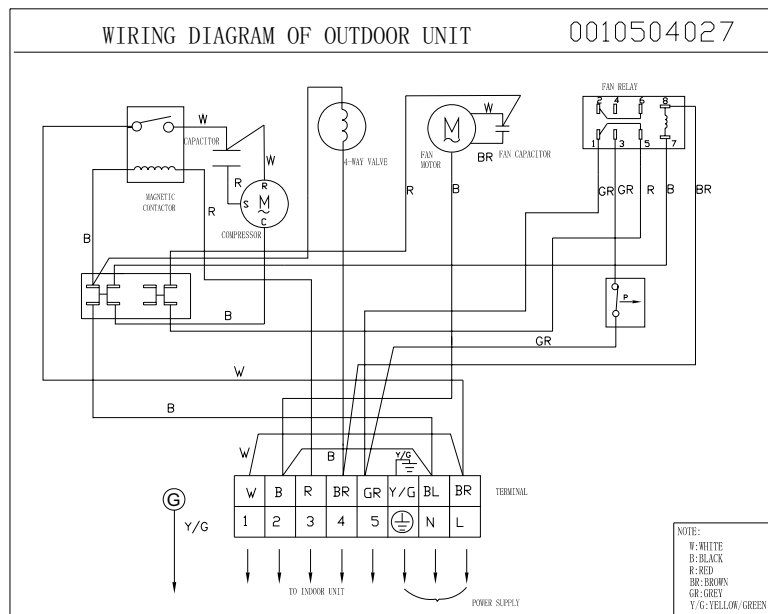 WIRING DIAGRAM OF OUTDOOR UNIT
0010504027
FAN RELAY
2 4 6 8
1 3 5 7
W
CAPACITOR
W
R
R
S M
C
COMPRESSOR
MAGNETIC
CONTACTOR
R
B
4-WAY VALVE
R
M
FAN
MOTOR
W
BR
FAN CAPACITOR
B
GR GR R B BR
P
B
GR
W
B
W
B
Y/G
W B R BR GR Y/G BL BR
TERMINAL
1 2 3 4 5 N L
G
Y/G
TO INDOOR UNIT
POWER SUPPLY
NOTE:
W:WHITE
B:BLACK
R:RED
BR:BROWN
GR:GREY
Y/G:YELLOW/GREEN